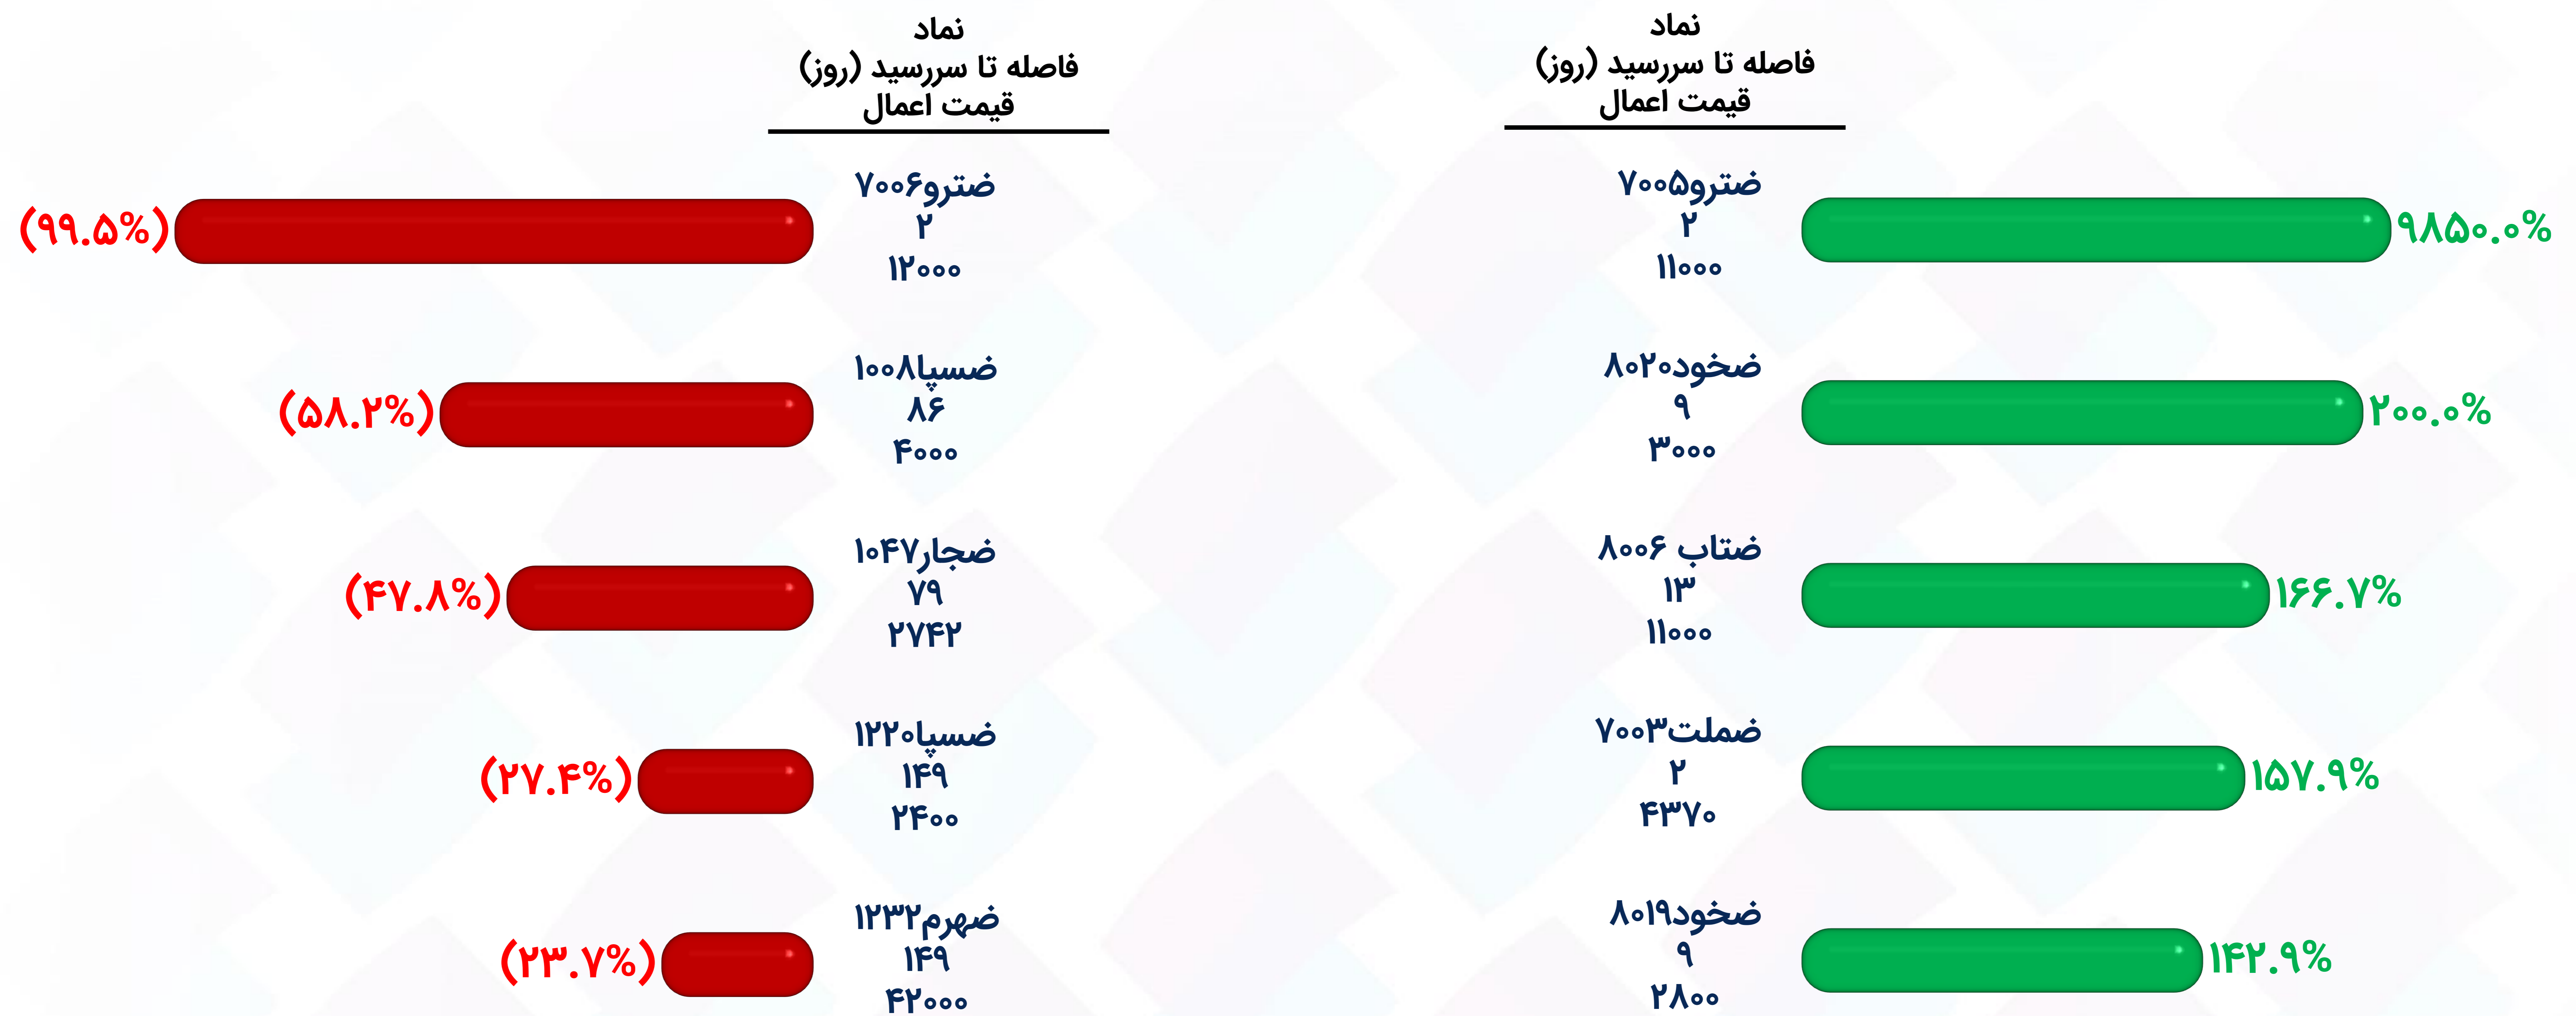 نماد
فاصله تا سررسید (روز)
قیمت اعمال
ضترو۷۰۰۵
۲
۱۱۰۰۰
۹۸۵۰.۰%
ضخود۸۰۲۰
۹
۳۰۰۰
۲۰۰.۰%
ضتاب ۸۰۰۶
۱۳
۱۱۰۰۰
۱۶۶.۷%
ضملت۷۰۰۳
۲
۴۳۷۰
۱۵۷.۹%
ضخود۸۰۱۹
۹
۲۸۰۰
۱۴۲.۹%
نماد
فاصله تا سررسید (روز)
قیمت اعمال
ضترو۷۰۰۶
۲
۱۲۰۰۰
(۹۹.۵%)
ضسپا۱۰۰۸
۸۶
۴۰۰۰
(۵۸.۲%)
ضجار۱۰۴۷
۷۹
۲۷۴۲
(۴۷.۸%)
ضسپا۱۲۲۰
۱۴۹
۲۴۰۰
(۲۷.۴%)
ضهرم۱۲۳۲
۱۴۹
۴۲۰۰۰
(۲۳.۷%)